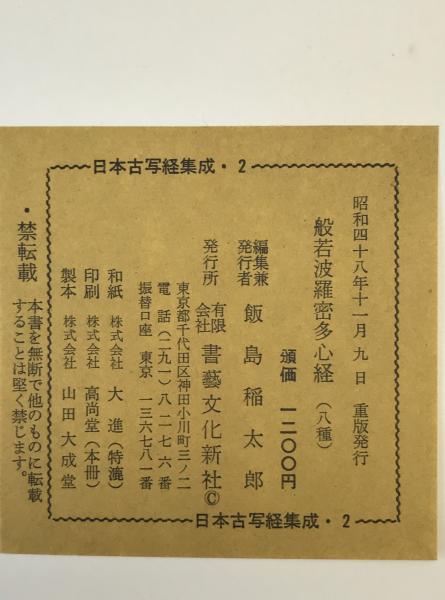 日本古写経集成・2
昭和四十八年十一月九日 重版発行
般若波羅密多心経（八種）
頒価 一二〇〇円
編集兼
発行者 飯島稲太郎
発行所 有限会社 書藝文化新社©
東京都千代田区神田小川町三ノ二
電話（二九一）八二七六番
振替口座 東京 一三六七八一番
和紙 株式会社 大進（特漉）
印刷 株式会社 高尚堂（本冊）
製本 株式会社 山田大成堂
・禁転載
本書を無断で他のものに転載
することは堅く禁じます。
日本古写経集成・2